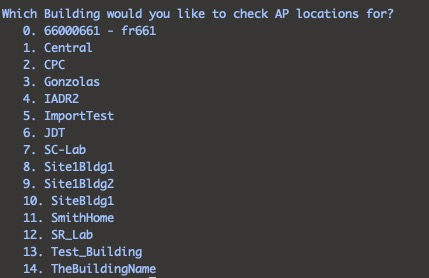 Which Building would you like to check AP locations for?
0. 66000661 - fr661
1. Central
2. CPC
3. Gonzolas
4. IADR2
5. ImportTest
6. JDT
7. SC-Lab
8. Site1Bldg1
9. Site1Bldg2
10. SiteBldg1
11. SmithHome
12. SR_Lab
13. Test_Building
14. TheBuildingName